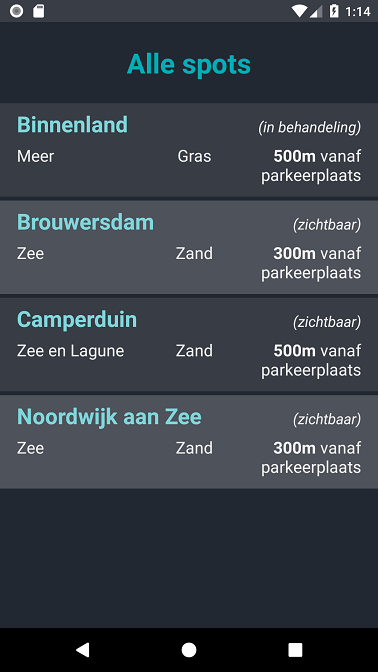 1:14
Alle spots
Binnenland (in behandeling)
Meer Gras 500m vanaf
parkeerplaats
Brouwersdam (zichtbaar)
Zee Zand 300m vanaf
parkeerplaats
Camperduin (zichtbaar)
Zee en Lagune Zand 500m vanaf
parkeerplaats
Noordwijk aan Zee (zichtbaar)
Zee Zand 300m vanaf
parkeerplaats